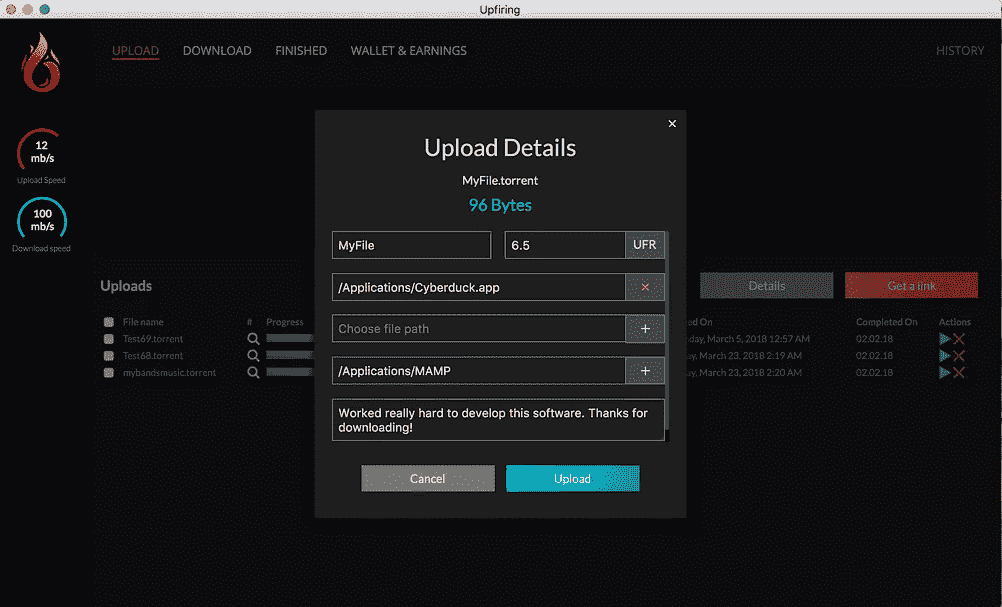 Upfiring
UPLOAD DOWNLOAD FINISHED WALLET & EARNINGS HISTORY
12
mb/s
Upload Speed
100
mb/s
Download speed
Upload Details
MyFile.torrent
96 Bytes
MyFile 6.5 UFR
/Applications/Cyberduck.app
Choose file path
/Applications/MAMP
Worked really hard to develop this software. Thanks for
downloading!
Cancel Upload
Uploads Details Get a link
File name # Progress ed On Completed On Actions
Test69.torrent day, March 5, 2018 12:57 AM 02.02.18
Test68.torrent ay, March 23, 2018 2:19 AM 02.02.18
mybandsmusic.torrent ay, March 23, 2018 2:20 AM 02.02.18